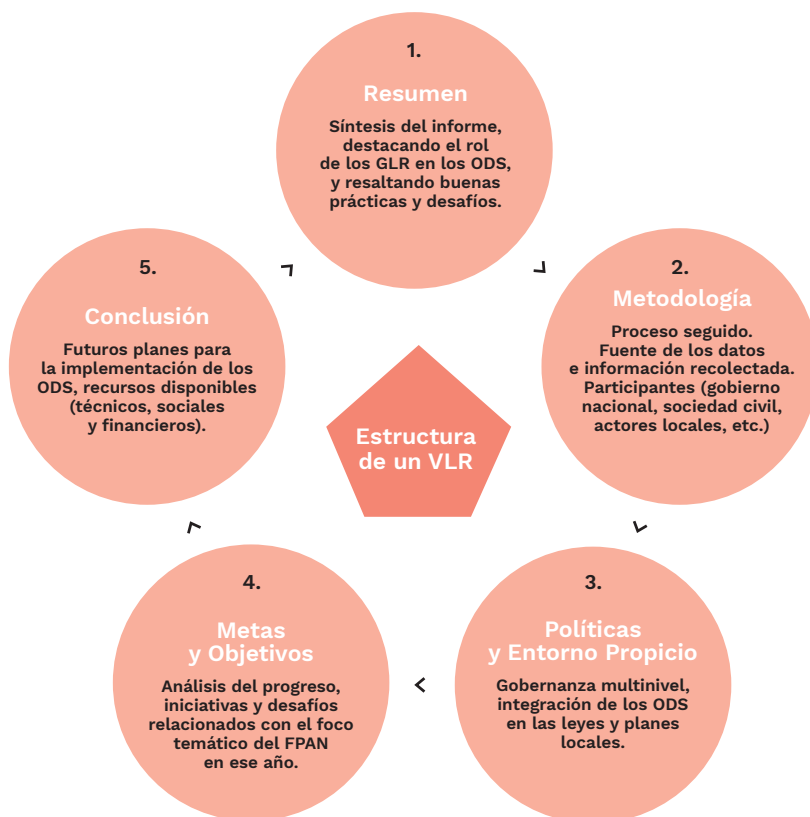 1.
Resumen
Síntesis del informe,
destacando el rol
de los GLR en los ODS,
y resaltando buenas
prácticas y desafíos.
2.
Metodología
Proceso seguido.
Fuente de los datos
e información recolectada.
Participantes (gobierno
nacional, sociedad civil,
actores locales, etc.)
3.
Políticas
y Entorno Propicio
Gobernanza multinivel,
integración de los ODS
en las leyes y planes
locales.
4.
Metas
y Objetivos
Análisis del progreso,
iniciativas y desafíos
relacionados con el foco
temático del FPAN
en ese año.
5.
Conclusión
Futuros planes para
la implementación de los
ODS, recursos disponibles
(técnicos, sociales
y financieros).
Estructura
de un VLR